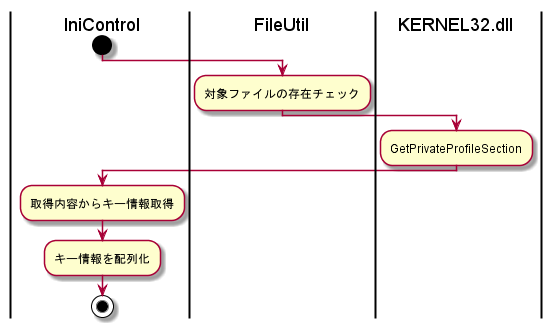 IniControl
FileUtil
KERNEL32.dll
対象ファイルの存在チェック
GetPrivateProfileSection
取得内容からキー情報取得
キー情報を配列化